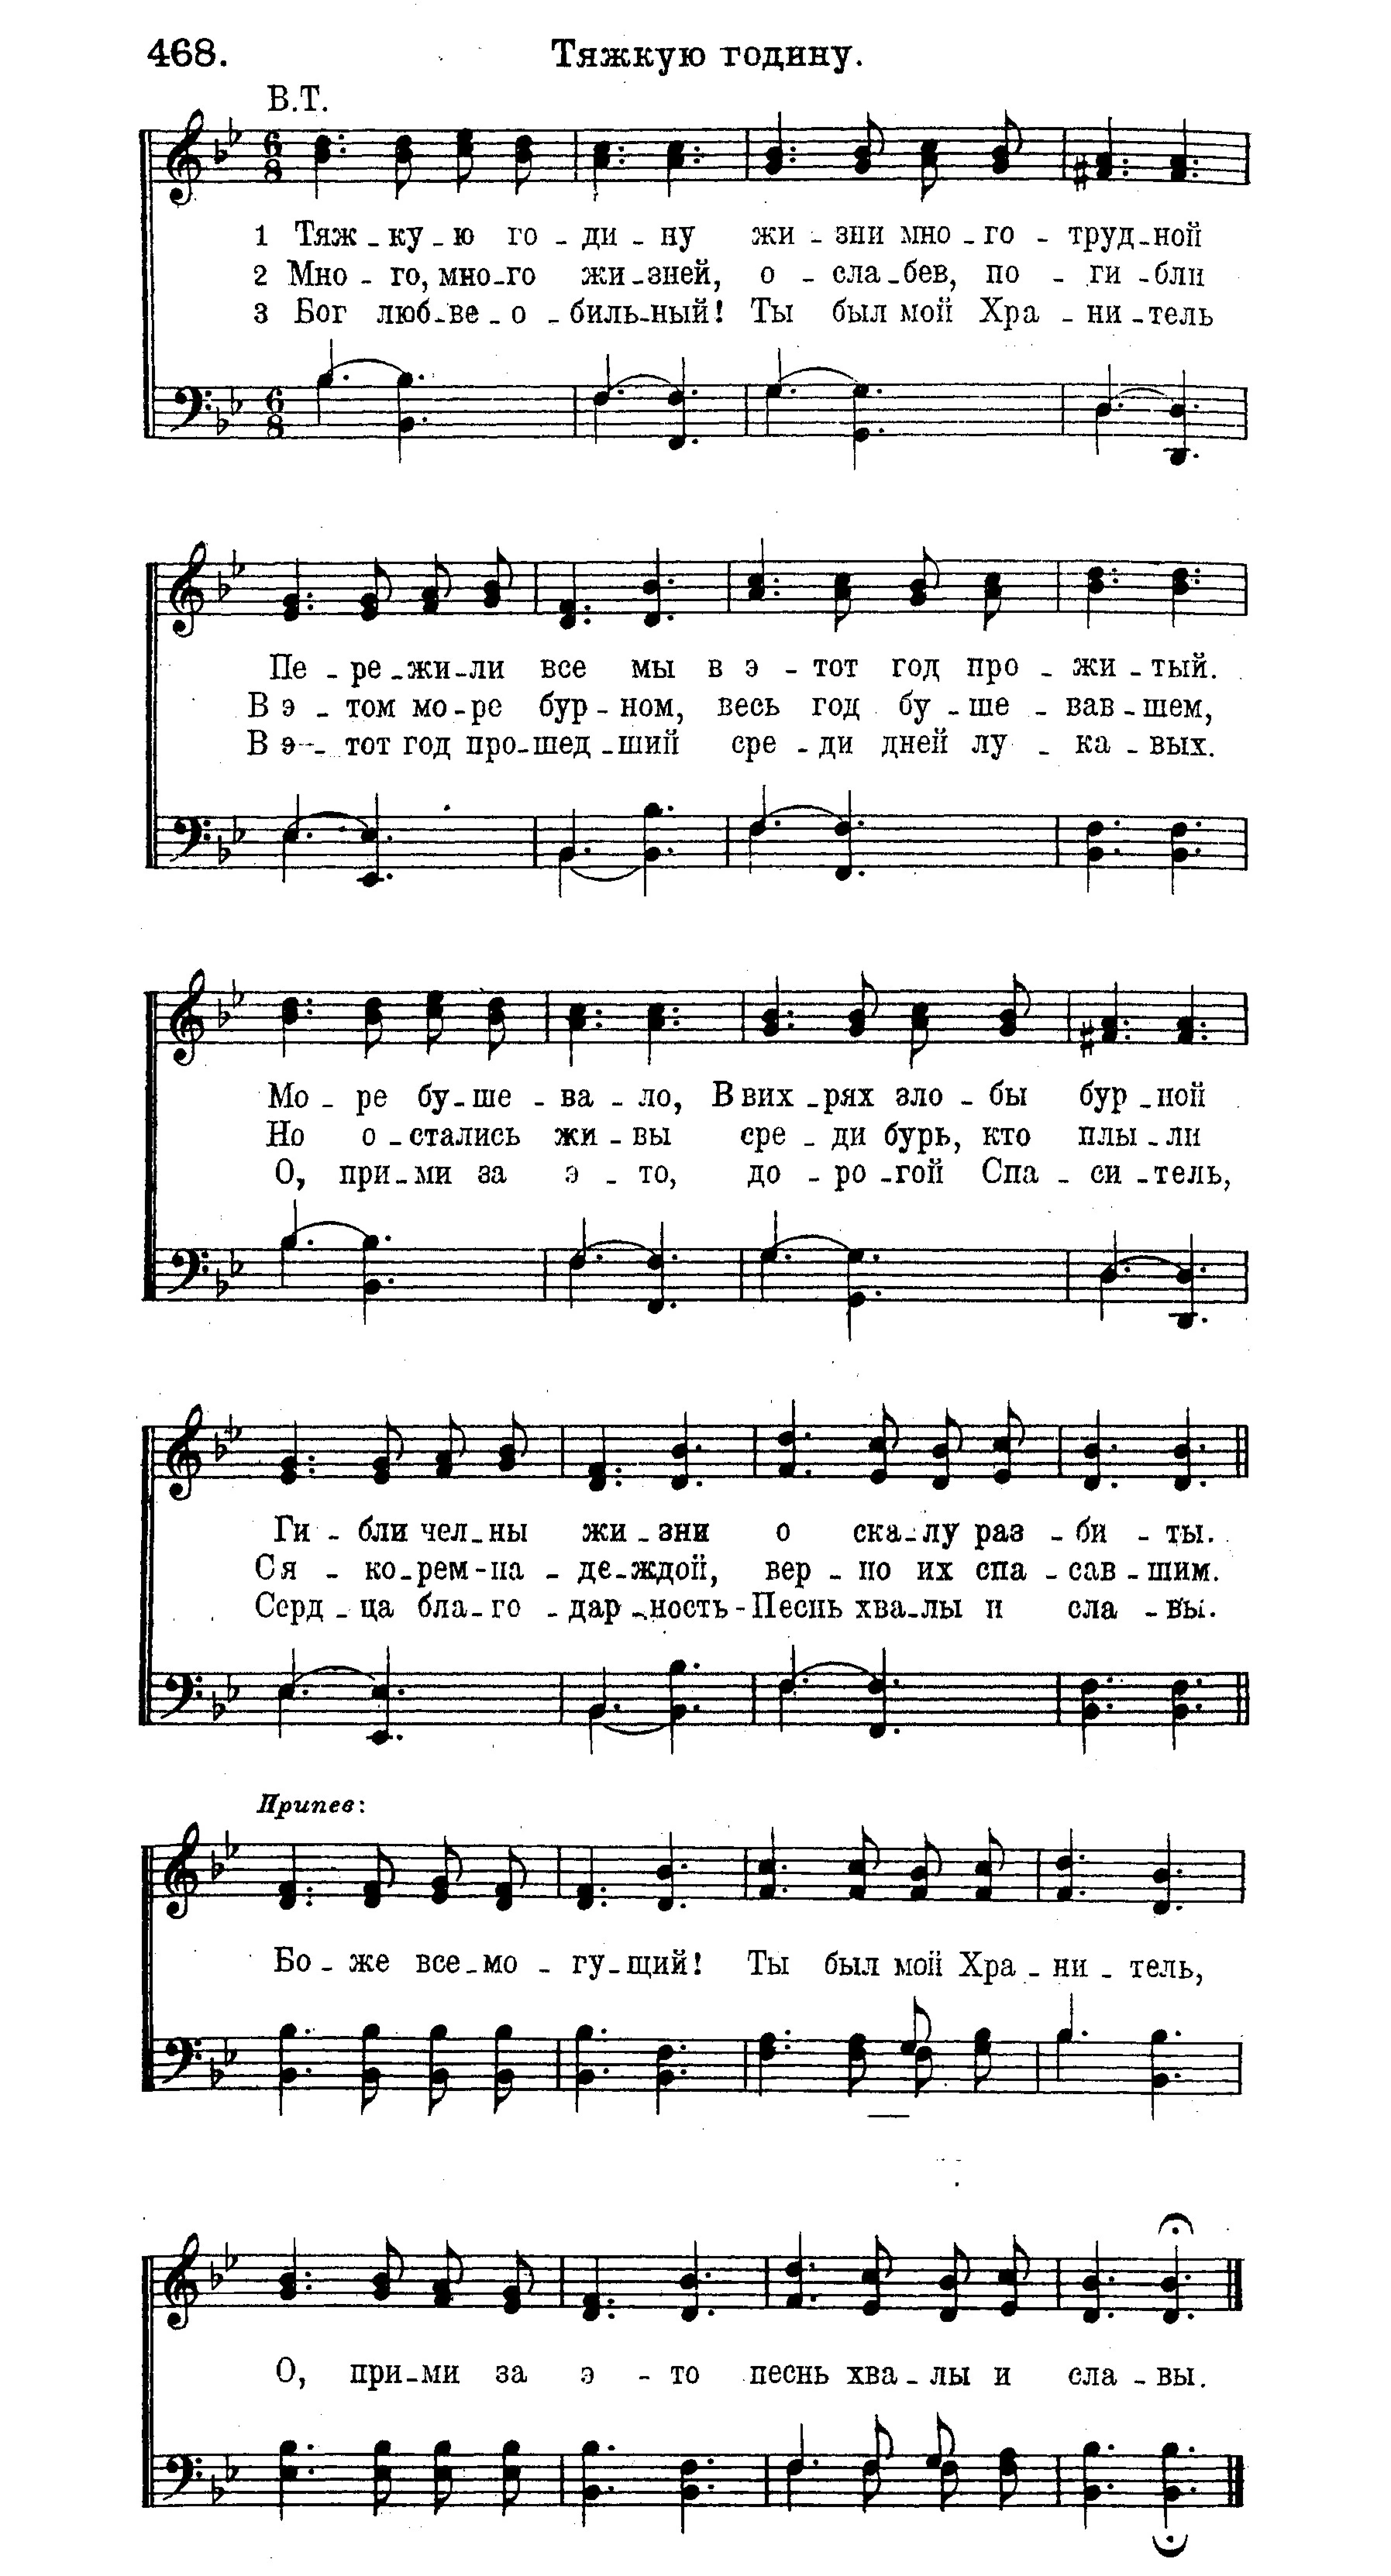 468. Тяжкую годину.
В.Т.
1 Тяж - ку - ю го - ди - ну жи - зни мно - го - труд - ной
2 Мно - го, мно - го жи - зней, о - сла - бев, по - ги - бли
3 Бог люб - ве - о - биль - ный! Ты был мой Хра - ни - тель
Пе - ре - жи - ли все мы в э - тот год про - жи - тый.
В э - том мо - ре бур - ном, весь год бу - ше - вав - шем,
В э - тот год про - шед - ший сре - ди дней лу - ка - вых.
Мо - ре бу - ше - ва - ло, В вих - рях зло - бы бур - ной
Но о - стались жи - вы сре - ди бурь, кто плы - ли
О, при - ми за э - то, до - ро - гой Спа - си - тель,
Ги - бли чел - ны жи - зни о ска - лу раз - би - ты.
С я - ко - рем - на - де - ждой, вер - но их спа - сав - шим.
Серд - ца бла - го - дар - ность - Песнь хва - лы и сла - вы.
Припев:
Бо - же все - мо - гу - щий! Ты был мой Хра - ни - тель,
О, при - ми за э - то песнь хва - лы и сла - вы.